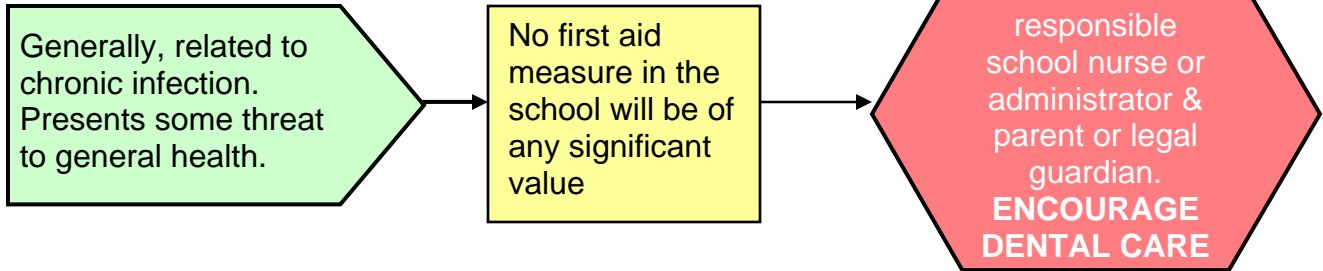 Generally, related to
chronic infection.
Presents some threat
to general health.
No first aid
measure in the
school will be of
any significant
value
responsible
school nurse or
administrator &
parent or legal
guardian.
ENCOURAGE
DENTAL CARE